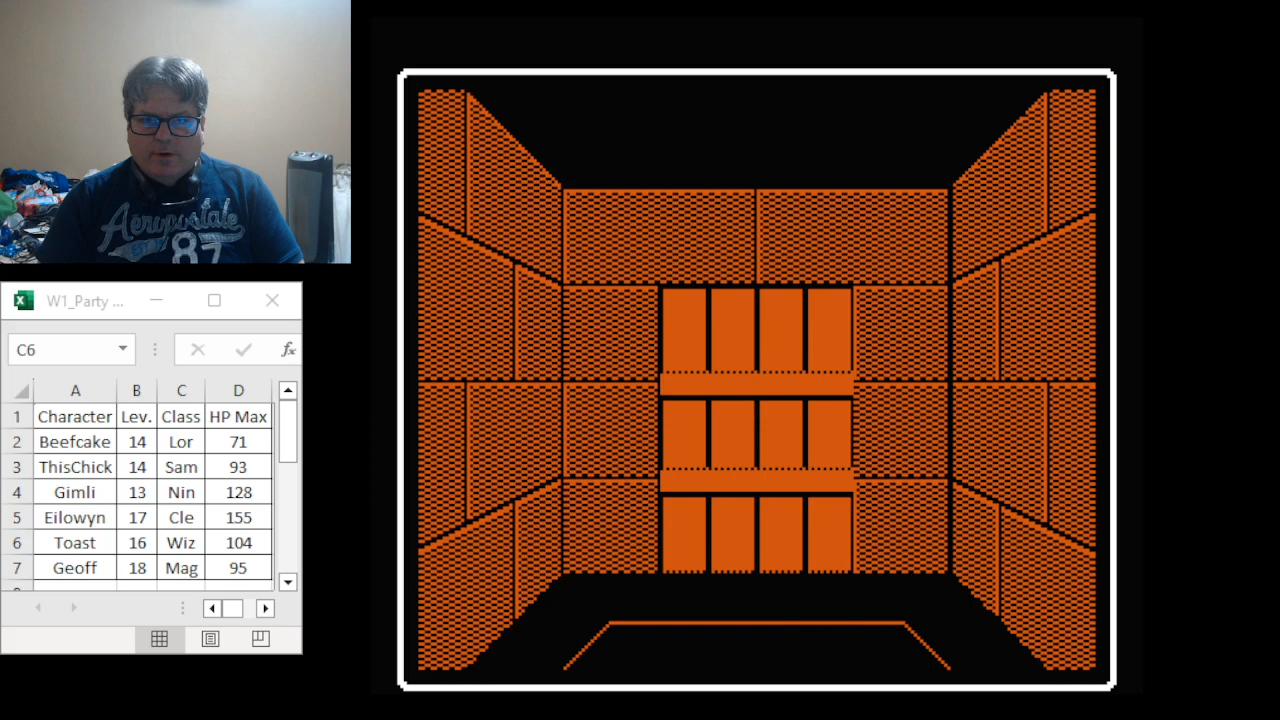 Aéropostale
87
W1_Party ...
C6
fx
A B C D
1 Character Lev. Class HP Max
2 Beefcake 14 Lor 71
3 ThisChick 14 Sam 93
4 Gimli 13 Nin 128
5 Eilowyn 17 Cle 155
6 Toast 16 Wiz 104
7 Geoff 18 Mag 95